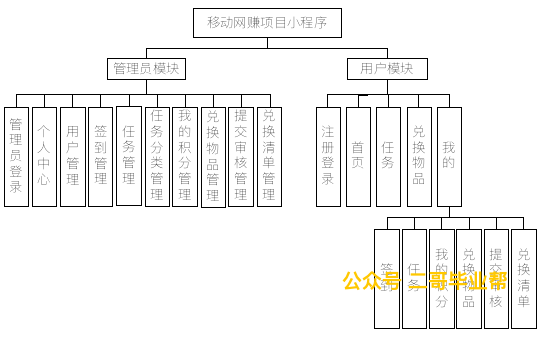 移动网赚项目小程序
管理员模块
用户模块
管理员登录
个人中心
用户管理
签到管理
任务管理
任务分类管理
我的积分管理
兑换物品管理
提交审核管理
兑换清单管理
注册登录
首页
任务
兑换物品
我的
签到
任务
我的积分
兑换物品
提交审核
兑换清单
公众号 二哥毕业帮